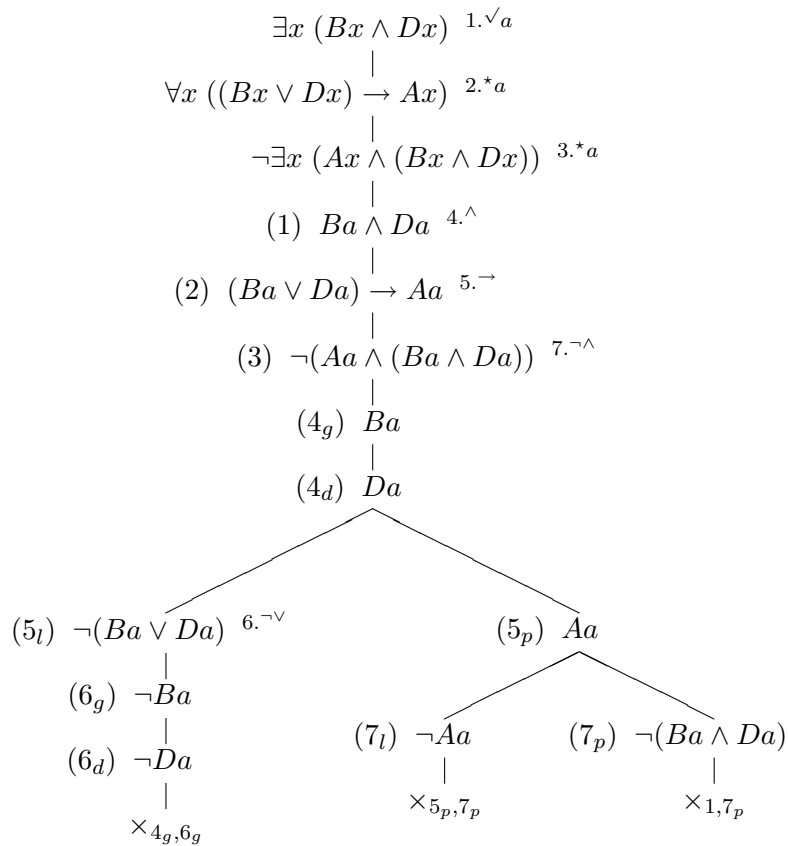 ∃x (Bx ∧ Dx) 1.√a
∀x ((Bx ∨ Dx) → Ax) 2.⋆a
¬∃x (Ax ∧ (Bx ∧ Dx)) 3.⋆a
(1) Ba ∧ Da 4.∧
(2) (Ba ∨ Da) → Aa 5.→
(3) ¬(Aa ∧ (Ba ∧ Da)) 7.¬∧
(4g) Ba
(4d) Da
(5l) ¬(Ba ∨ Da) 6.¬∨ (5p) Aa
(6g) ¬Ba
(7l) ¬Aa (7p) ¬(Ba ∧ Da)
(6d) ¬Da
×5p,7p ×1,7p
×4g,6g